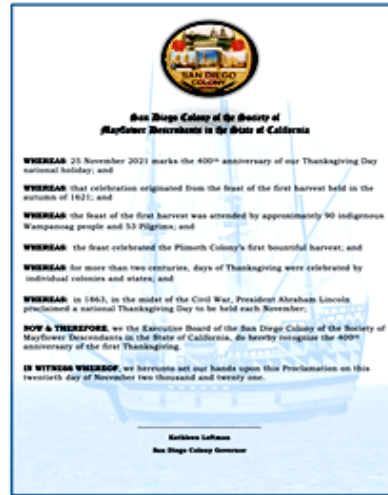 SAN DIEGO
COLONY
San Diego Colony of the Society of
Mayflower Descendants in the State of California
WHEREAS: 25 November 2021 marks the 400th anniversary of our Thanksgiving Day
national holiday; and
WHEREAS: that celebration originated from the feast of the first harvest held in the
autumn of 1621; and
WHEREAS: the feast of the first harvest was attended by approximately 90 indigenous
Wampanoag people and 53 Pilgrims; and
WHEREAS: the feast celebrated the Plimoth Colony's first bountiful harvest; and
WHEREAS: for more than two centuries, days of Thanksgiving were celebrated by
individual colonies and states; and
WHEREAS: in 1863, in the midst of the Civil War, President Abraham Lincoln
proclaimed a national Thanksgiving Day to be held each November;
NOW & THEREFORE, we the Executive Board of the San Diego Colony of the Society of
Mayflower Descendants in the State of California, do hereby recognize the 400th
anniversary of the first Thanksgiving.
IN WITNESS WHEREOF, we hereunto set our hands upon this Proclamation on this
twentieth day of November two thousand and twenty one.
Kathleen Loftman
San Diego Colony Governor